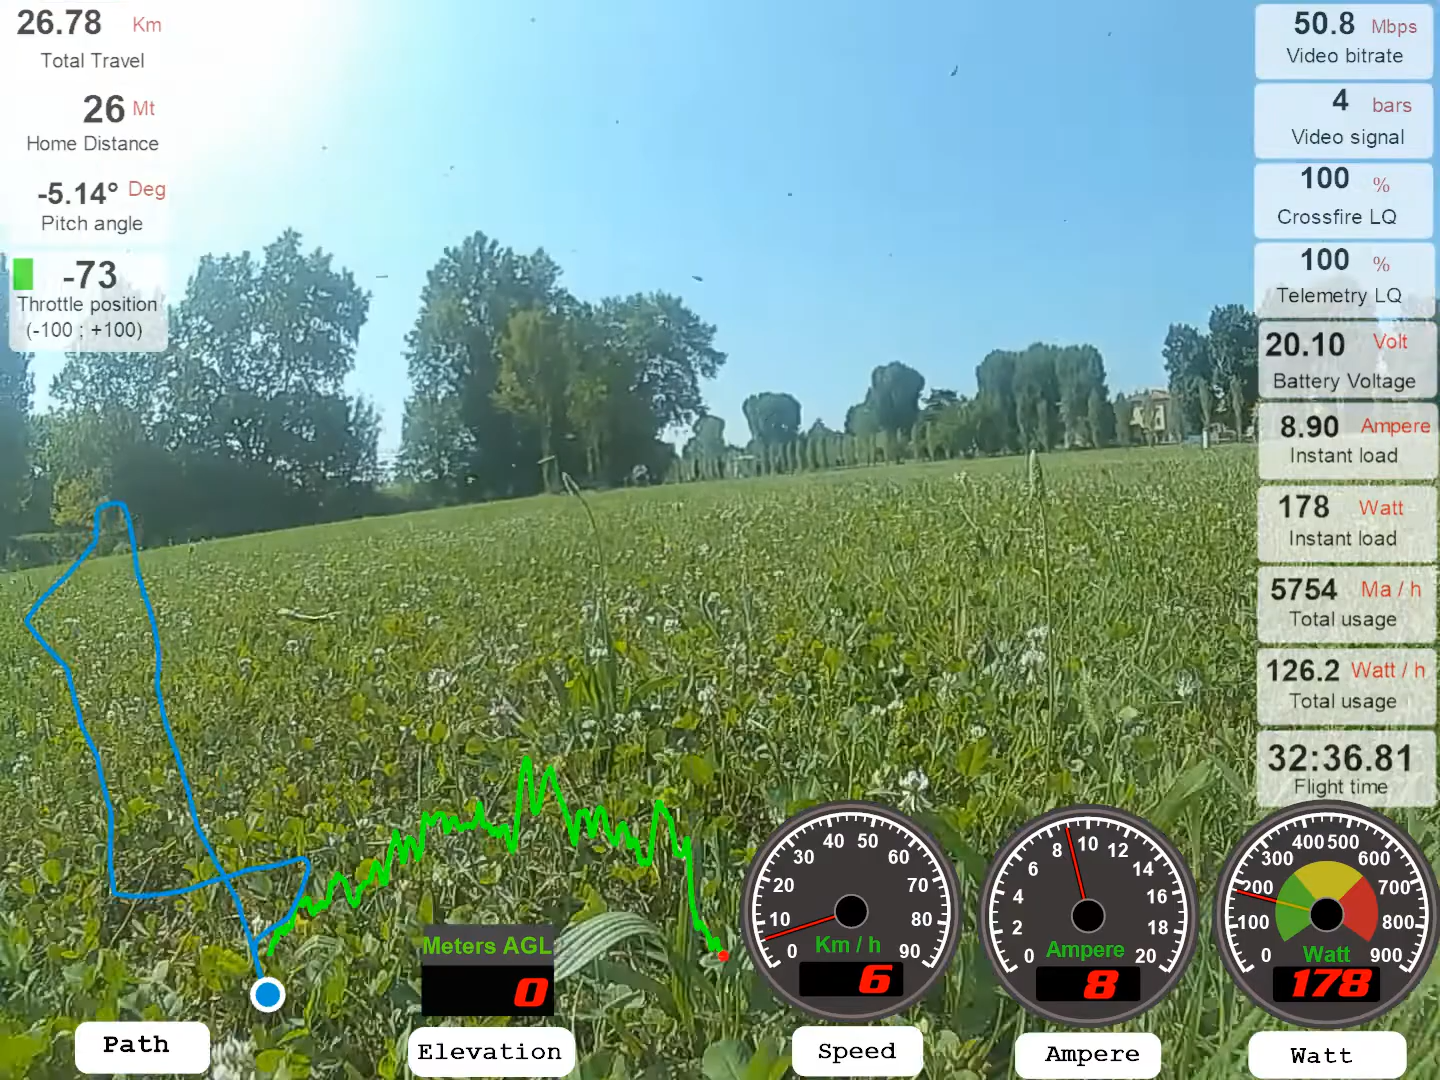 26.78 Km
Total Travel
26 Mt
Home Distance
-5.14° Deg
Pitch angle
-73
Throttle position
(-100 ; +100)
50.8 Mbps
Video bitrate
4 bars
Video signal
100 %
Crossfire LQ
100 %
Telemetry LQ
20.10 Volt
Battery Voltage
8.90 Ampere
Instant load
178 Watt
Instant load
5754 Ma / h
Total usage
126.2 Watt / h
Total usage
32:36.81
Flight time
Meters AGL
0
0 10 20 30 40 50 60 70 80 90
Km / h
6
0 2 4 6 8 10 12 14 16 18 20
Ampere
8
0 100 200 300 400 500 600 700 800 900
Watt
178
Path
Elevation
Speed
Ampere
Watt